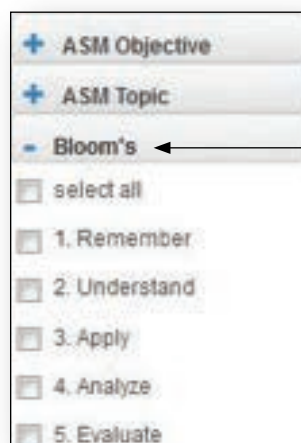 + ASM Objective
+ ASM Topic
- Bloom's
select all
1. Remember
2. Understand
3. Apply
4. Analyze
5. Evaluate